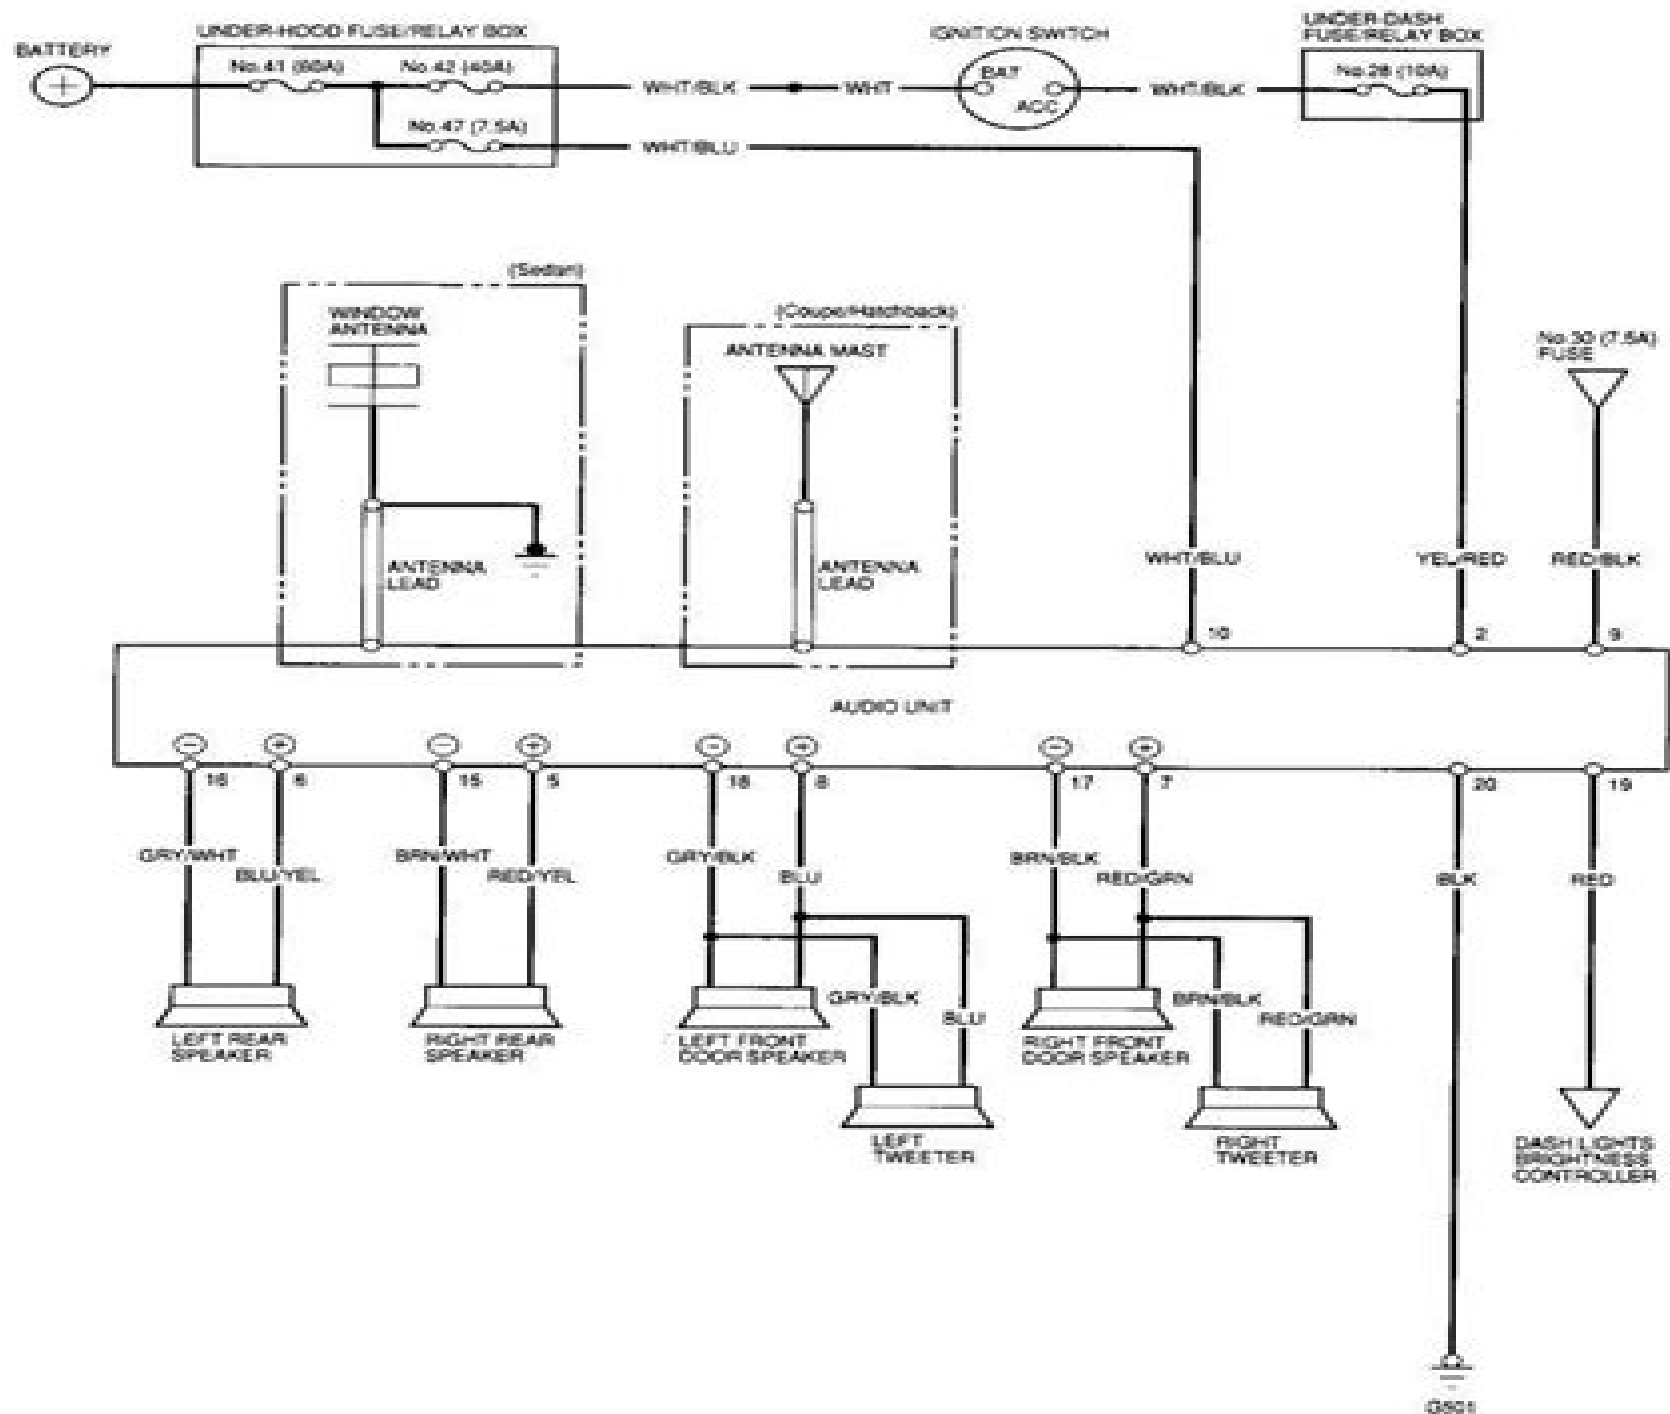 BATTERY
UNDER-HOOD FUSE/RELAY BOX
No.41 (80A)
No.42 (40A)
No.47 (7.5A)
WHT/BLK
WHT
WHT/BLU
IGNITION SWITCH
BAT
ACC
WHT/BLK
UNDER-DASH
FUSE/RELAY BOX
No.28 (10A)
(Sedan)
WINDOW
ANTENNA
ANTENNA
LEAD
(Coupe/Hatchback)
ANTENNA MAST
ANTENNA
LEAD
No.30 (7.5A)
FUSE
WHT/BLU
YEL/RED
RED/BLK
10
2
9
AUDIO UNIT
16
6
15
5
18
8
17
7
20
19
GRY/WHT
BLU/YEL
BRN/WHT
RED/YEL
GRY/BLK
BLU
BRN/BLK
RED/GRN
BLK
RED
GRY/BLK
BLU
BRN/BLK
RED/GRN
LEFT REAR
SPEAKER
RIGHT REAR
SPEAKER
LEFT FRONT
DOOR SPEAKER
RIGHT FRONT
DOOR SPEAKER
LEFT
TWEETER
RIGHT
TWEETER
DASH LIGHTS
BRIGHTNESS
CONTROLLER
G501